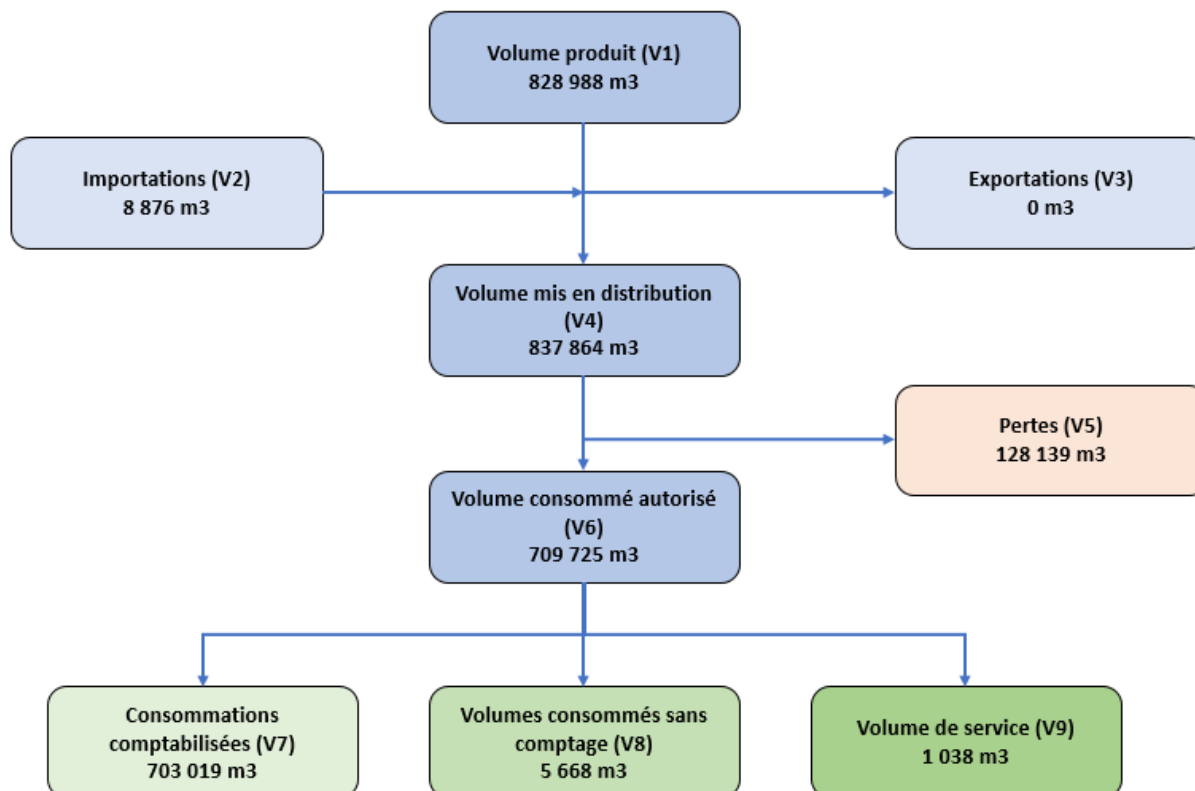 Volume produit (V1)
828 988 m3
Importations (V2)
8 876 m3
Exportations (V3)
0 m3
Volume mis en distribution
(V4)
837 864 m3
Pertes (V5)
128 139 m3
Volume consommé autorisé
(V6)
709 725 m3
Consommations
comptabilisées (V7)
703 019 m3
Volumes consommés sans
comptage (V8)
5 668 m3
Volume de service (V9)
1 038 m3